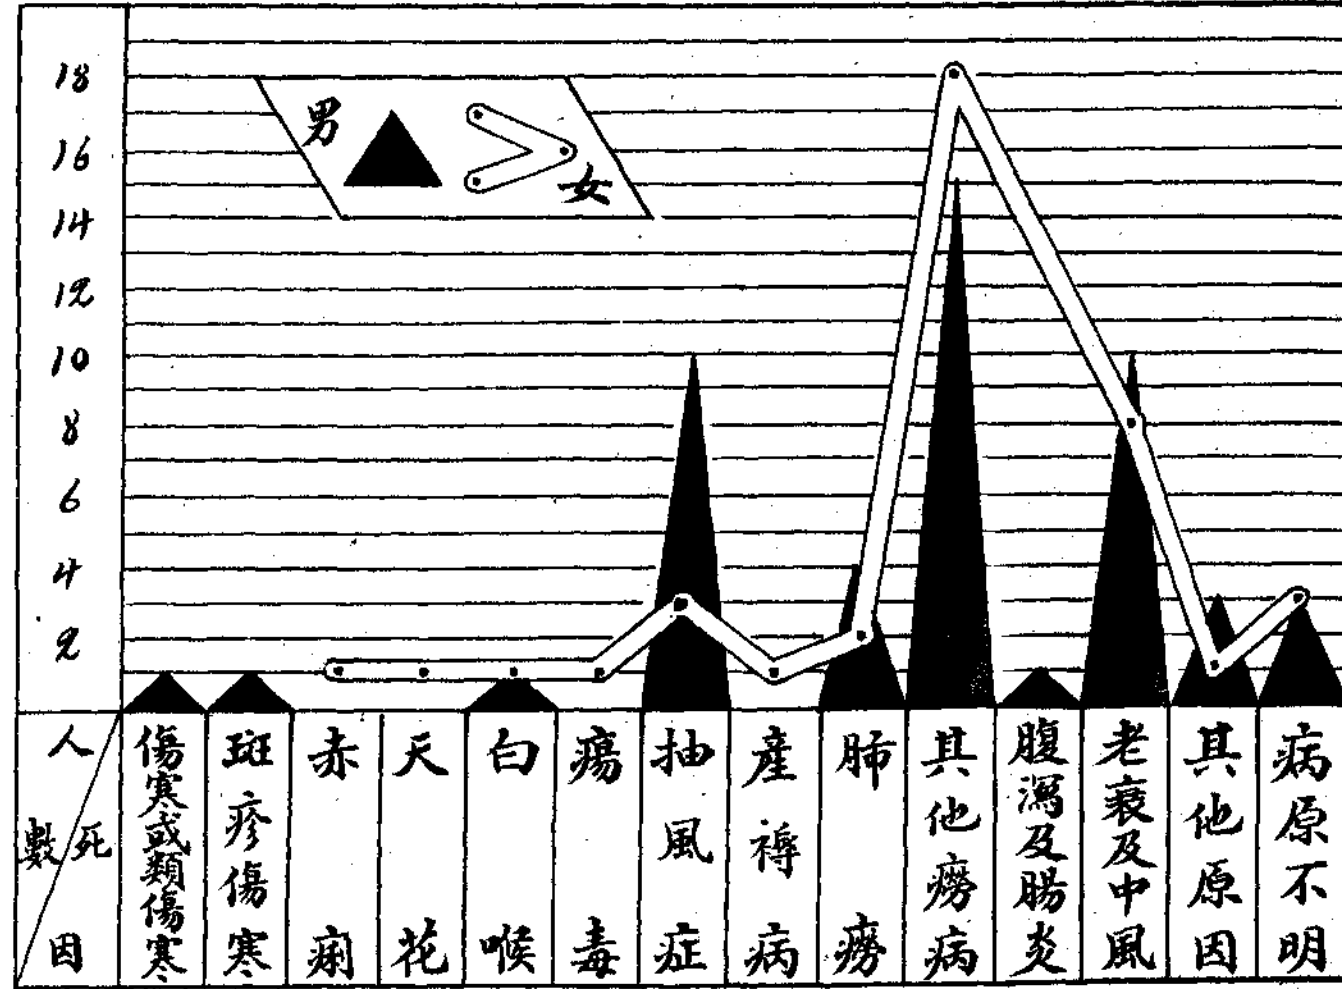 18
16
14
12
10
8
6
4
2
男
女
人數
死因
傷寒或類傷寒
斑疹傷寒
赤痢
天花
白喉
瘍毒
抽風症
產褥病
肺癆
其他癆病
腹瀉及腸炎
老衰及中風
其他原因
病原不明